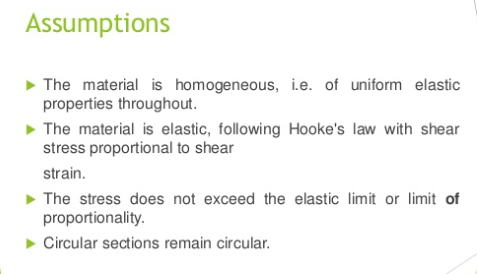 Assumptions
The material is homogeneous, i.e. of uniform elastic
properties throughout.
The material is elastic, following Hooke's law with shear
stress proportional to shear
strain.
The stress does not exceed the elastic limit or limit of
proportionality.
Circular sections remain circular.